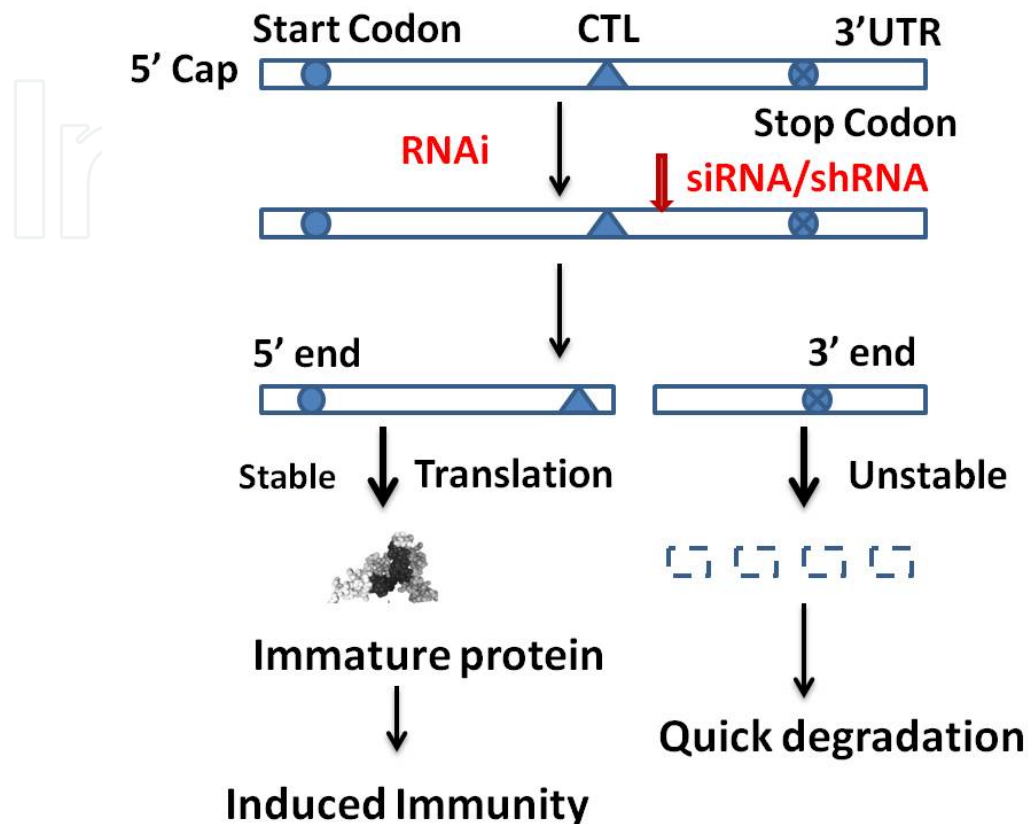 Start Codon CTL 3'UTR
5' Cap
Stop Codon
RNAi
siRNA/shRNA
5' end 3' end
Stable Translation Unstable
Immature protein
Quick degradation
Induced Immunity